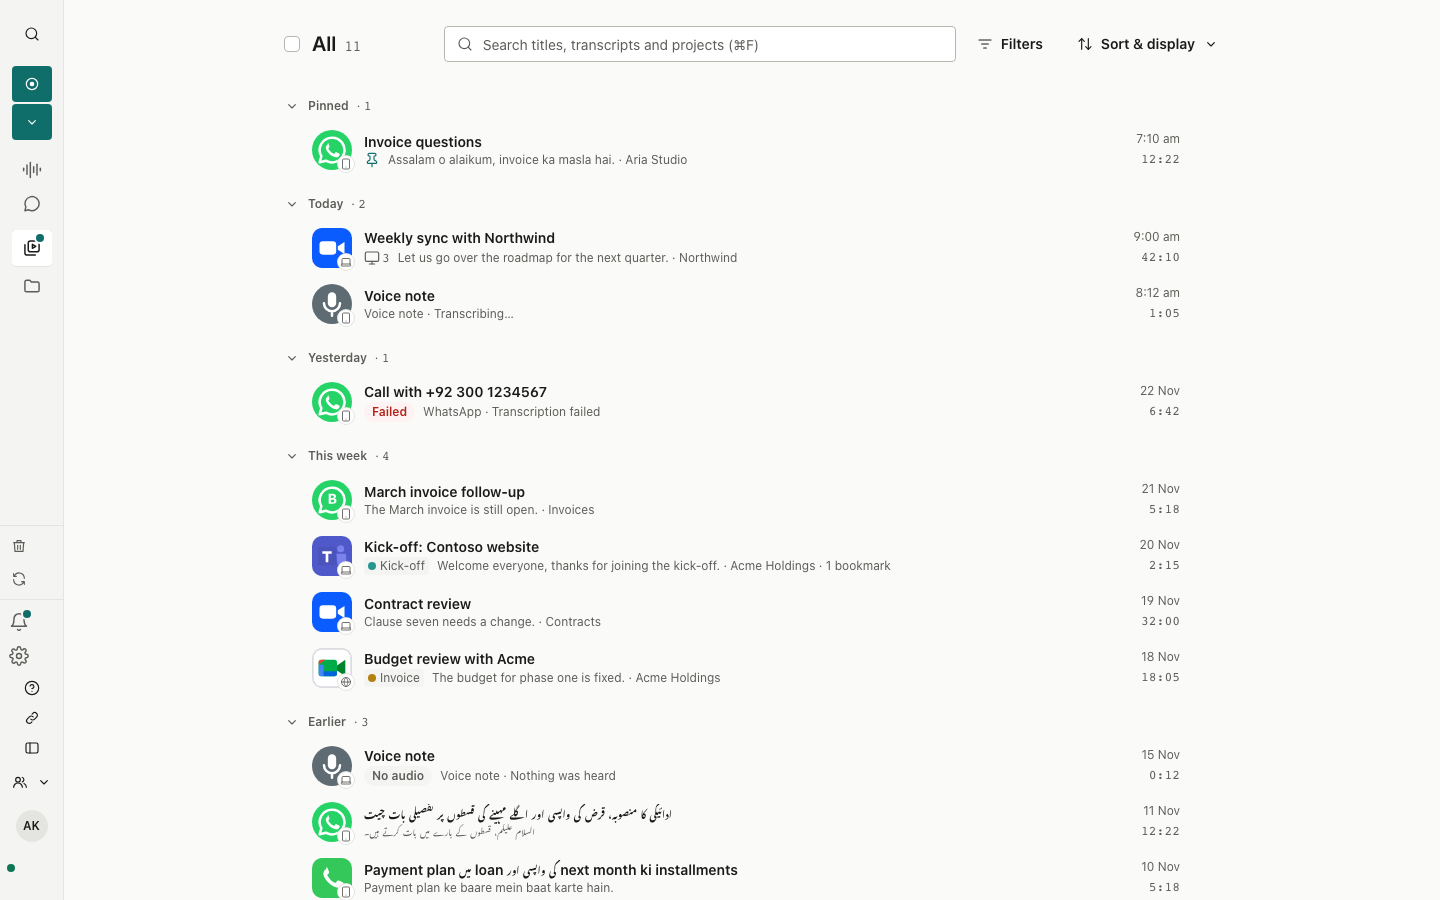 All 11
Search titles, transcripts and projects (⌘F)
Filters
Sort & display
Pinned · 1
Invoice questions
7:10 am
Assalam o alaikum, invoice ka masla hai. · Aria Studio
12:22
Today · 2
Weekly sync with Northwind
9:00 am
3 Let us go over the roadmap for the next quarter. · Northwind
42:10
Voice note
8:12 am
Voice note · Transcribing...
1:05
Yesterday · 1
Call with +92 300 1234567
22 Nov
Failed WhatsApp · Transcription failed
6:42
This week · 4
B
March invoice follow-up
21 Nov
The March invoice is still open. · Invoices
5:18
T
Kick-off: Contoso website
20 Nov
Kick-off Welcome everyone, thanks for joining the kick-off. · Acme Holdings · 1 bookmark
2:15
Contract review
19 Nov
Clause seven needs a change. · Contracts
32:00
Budget review with Acme
18 Nov
Invoice The budget for phase one is fixed. · Acme Holdings
18:05
Earlier · 3
Voice note
15 Nov
No audio Voice note · Nothing was heard
0:12
ادائیگی کا منصوبہ، قرض کی واپسی اور اگلے مہینے کی قسطوں پر تفصیلی بات چیت
11 Nov
السلام علیکم، قسطوں کے بارے میں بات کرتے ہیں۔
12:22
Payment plan میں loan کی واپسی اور next month ki installments
10 Nov
Payment plan ke baare mein baat karte hain.
5:18
AK